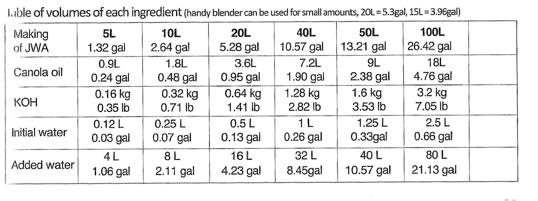 of volumes of each ingredient (handy blender can be used for small amounts, 20L = 5.3gal, 15L = 3.96gal)
Making 5L 10L 20L 40L 50L 100L
of JWA 1.32 gal 2.64 gal 5.28 gal 10.57 gal 13.21 gal 26.42 gal
Canola oil 0.9L 1.8L 3.6L 7.2L 9L 18L
0.24 gal 0.48 gal 0.95 gal 1.90 gal 2.38 gal 4.76 gal
KOH 0.16 kg 0.32 kg 0.64 kg 1.28 kg 1.6 kg 3.2 kg
0.35 lb 0.71 lb 1.41 lb 2.82 lb 3.53 lb 7.05 lb
Initial water 0.12 L 0.25 L 0.5 L 1 L 1.25 L 2.5 L
0.03 gal 0.07 gal 0.13 gal 0.26 gal 0.33gal 0.66 gal
Added water 4 L 8 L 16 L 32 L 40 L 80 L
1.06 gal 2.11 gal 4.23 gal 8.45gal 10.57 gal 21.13 gal